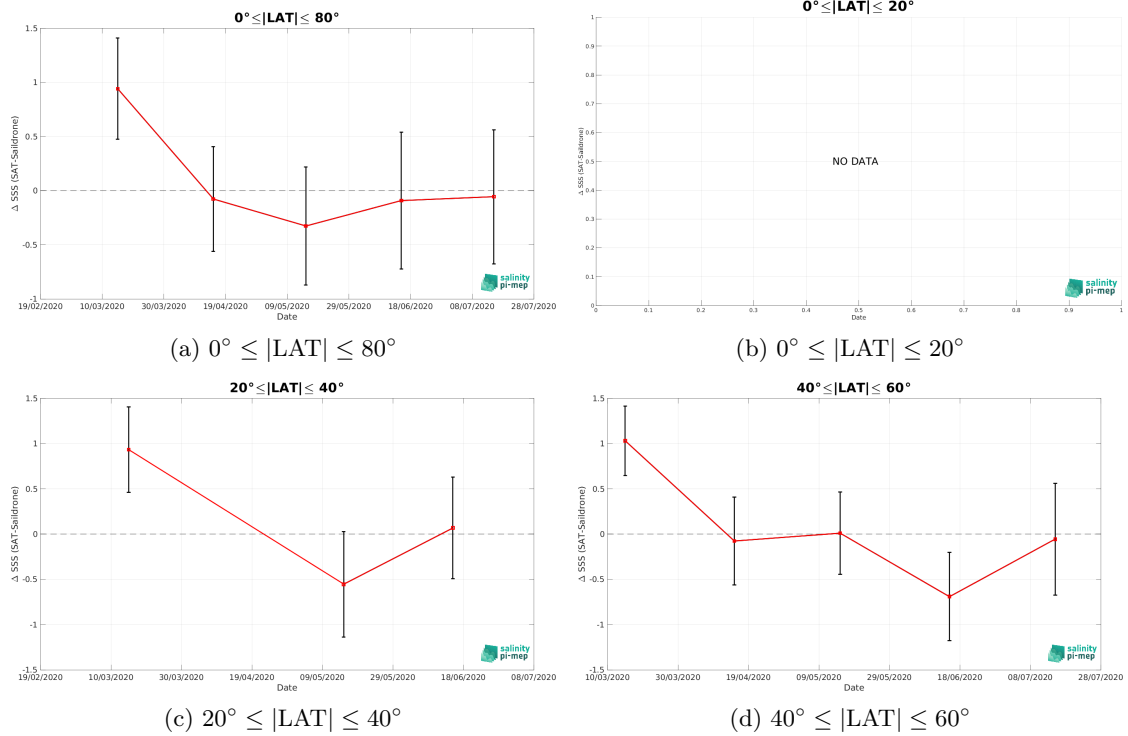 0°≤|LAT|≤ 80°
1.5
1
0.5
0
-0.5
-1
Δ SSS (SAT-Saildrone)
19/02/2020 10/03/2020 30/03/2020 19/04/2020 09/05/2020 29/05/2020 18/06/2020 08/07/2020 28/07/2020
Date
salinity
pi-mep
(a) 0° ≤ |LAT| ≤ 80°
0°≤|LAT|≤ 20°
1
0.9
0.8
0.7
0.6
0.5
0.4
0.3
0.2
0.1
0
Δ SSS (SAT-Saildrone)
NO DATA
0 0.1 0.2 0.3 0.4 0.5 0.6 0.7 0.8 0.9 1
Date
salinity
pi-mep
(b) 0° ≤ |LAT| ≤ 20°
20°≤|LAT|≤ 40°
1.5
1
0.5
0
-0.5
-1
-1.5
Δ SSS (SAT-Saildrone)
19/02/2020 10/03/2020 30/03/2020 19/04/2020 09/05/2020 29/05/2020 18/06/2020 08/07/2020
Date
salinity
pi-mep
(c) 20° ≤ |LAT| ≤ 40°
40°≤|LAT|≤ 60°
1.5
1
0.5
0
-0.5
-1
-1.5
Δ SSS (SAT-Saildrone)
10/03/2020 30/03/2020 19/04/2020 09/05/2020 29/05/2020 18/06/2020 08/07/2020 28/07/2020
Date
salinity
pi-mep
(d) 40° ≤ |LAT| ≤ 60°